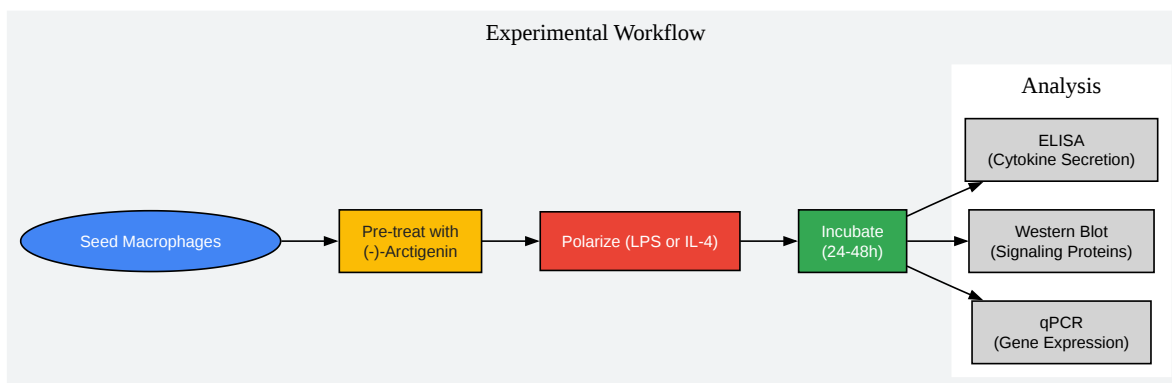 Experimental Workflow
Analysis
Seed Macrophages
Pre-treat with
(-)-Arctigenin
Polarize (LPS or IL-4)
Incubate
(24-48h)
ELISA
(Cytokine Secretion)
Western Blot
(Signaling Proteins)
qPCR
(Gene Expression)